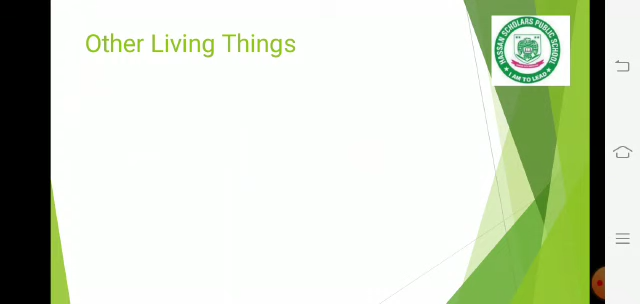 Other Living Things
HASSAN SCHOLARS PUBLIC SCHOOL
I AM TO LEAD